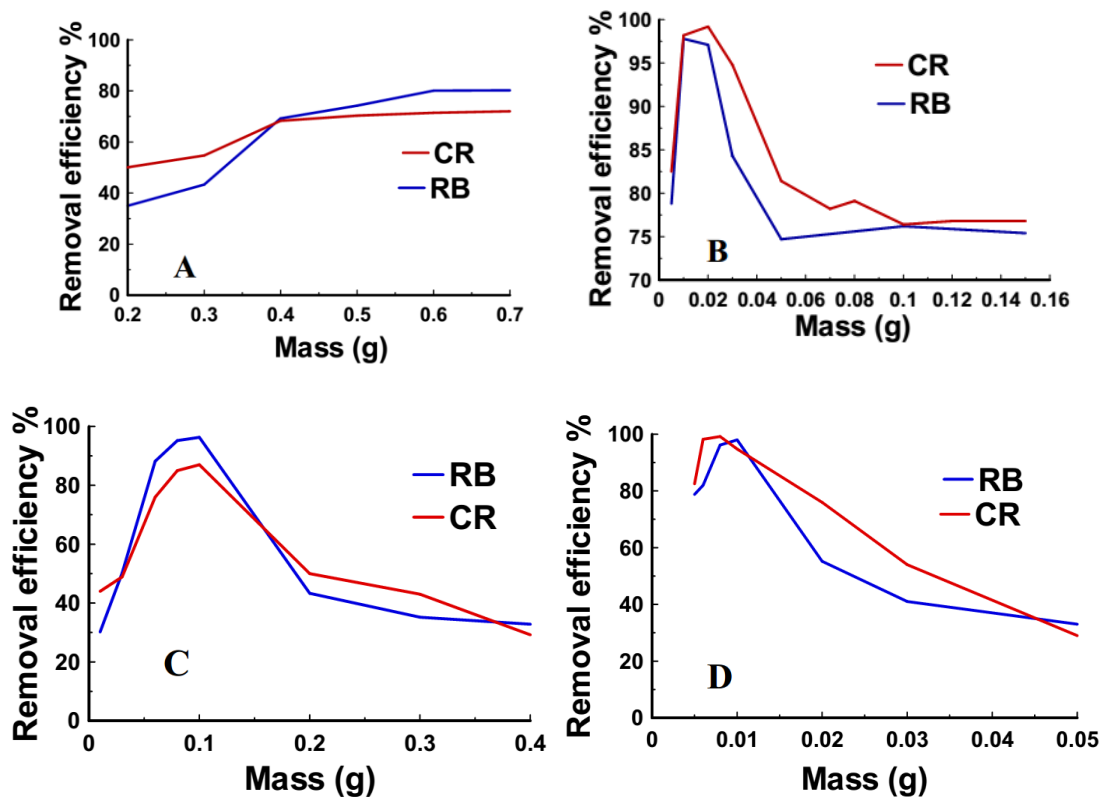 Removal efficiency %
100
80
60
40
20
0
CR
RB
A
0.2 0.3 0.4 0.5 0.6 0.7
Mass (g)
Removal efficiency %
100
95
90
85
80
75
70
CR
RB
B
0 0.02 0.04 0.06 0.08 0.1 0.12 0.14 0.16
Mass (g)
Removal efficiency %
100
80
60
40
20
0
RB
CR
C
0 0.1 0.2 0.3 0.4
Mass (g)
Removal efficiency %
100
80
60
40
20
0
RB
CR
D
0 0.01 0.02 0.03 0.04 0.05
Mass (g)